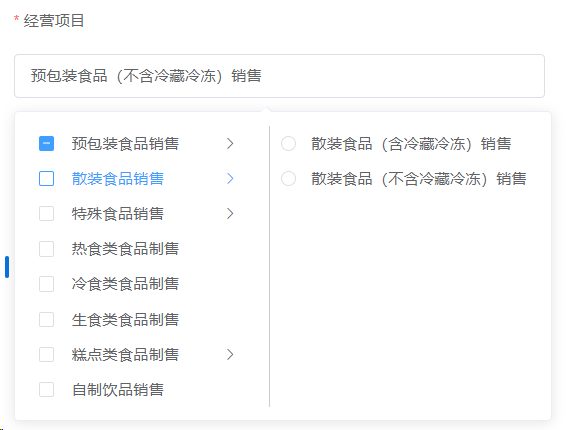 * 经营项目
预包装食品（不含冷藏冷冻）销售
预包装食品销售
散装食品销售
特殊食品销售
热食类食品制售
冷食类食品制售
生食类食品制售
糕点类食品制售
自制饮品销售
散装食品（含冷藏冷冻）销售
散装食品（不含冷藏冷冻）销售